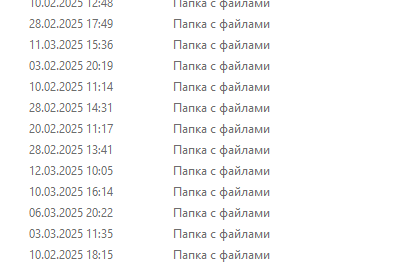 10.02.2025 12:48 Папка с файлами
28.02.2025 17:49 Папка с файлами
11.03.2025 15:36 Папка с файлами
03.02.2025 20:19 Папка с файлами
10.02.2025 11:14 Папка с файлами
28.02.2025 14:31 Папка с файлами
20.02.2025 11:17 Папка с файлами
28.02.2025 13:41 Папка с файлами
12.03.2025 10:05 Папка с файлами
10.03.2025 16:14 Папка с файлами
06.03.2025 20:22 Папка с файлами
03.03.2025 11:35 Папка с файлами
10.02.2025 18:15 Папка с файлами